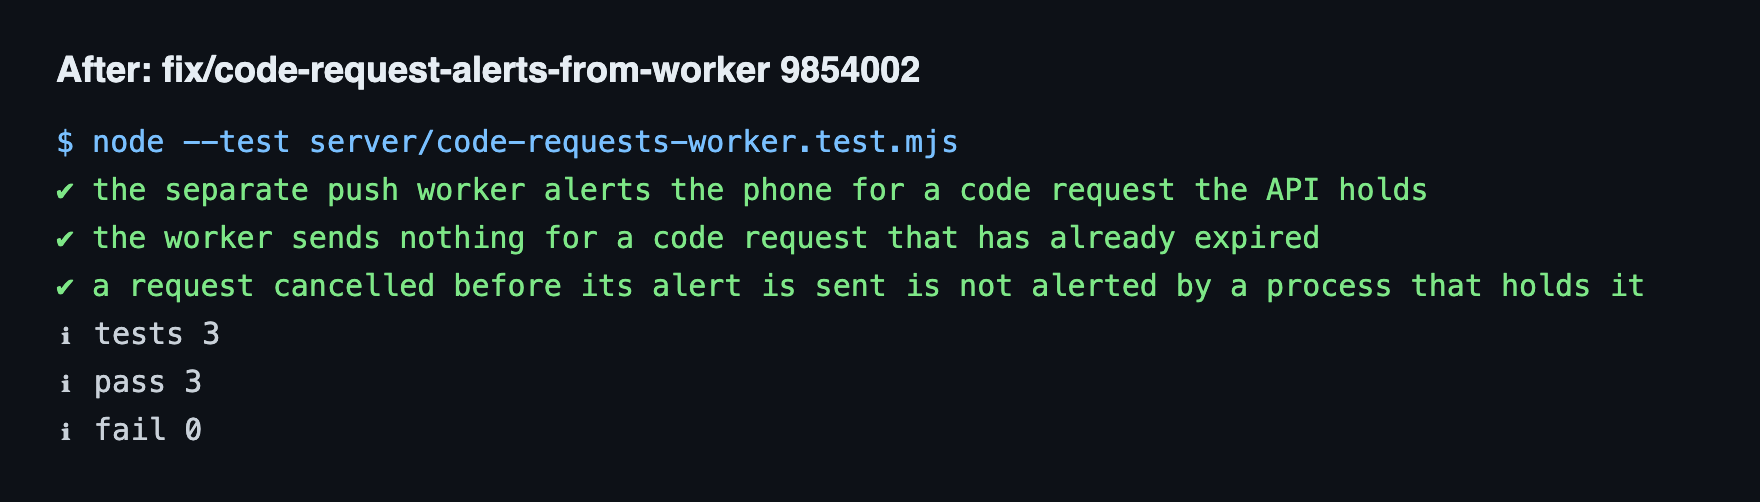 After: fix/code-request-alerts-from-worker 9854002
$ node --test server/code-requests-worker.test.mjs
✔ the separate push worker alerts the phone for a code request the API holds
✔ the worker sends nothing for a code request that has already expired
✔ a request cancelled before its alert is sent is not alerted by a process that holds it
ℹ tests 3
ℹ pass 3
ℹ fail 0